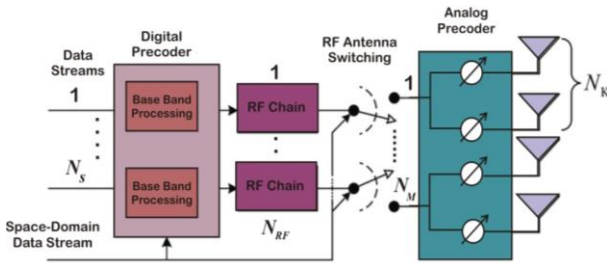 Data
Streams
1
N_S
Space-Domain
Data Stream
Digital
Precoder
Base Band
Processing
Base Band
Processing
1
RF Chain
RF Chain
N_RF
RF Antenna
Switching
1
N_M
Analog
Precoder
N_K